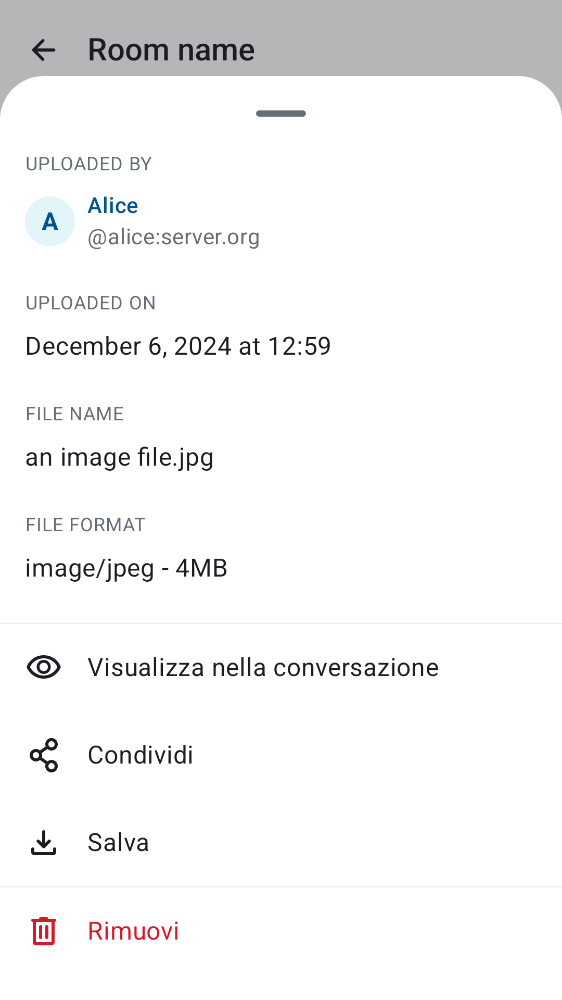 Room name
UPLOADED BY
A
Alice
@alice:server.org
UPLOADED ON
December 6, 2024 at 12:59
FILE NAME
an image file.jpg
FILE FORMAT
image/jpeg - 4MB
Visualizza nella conversazione
Condividi
Salva
Rimuovi